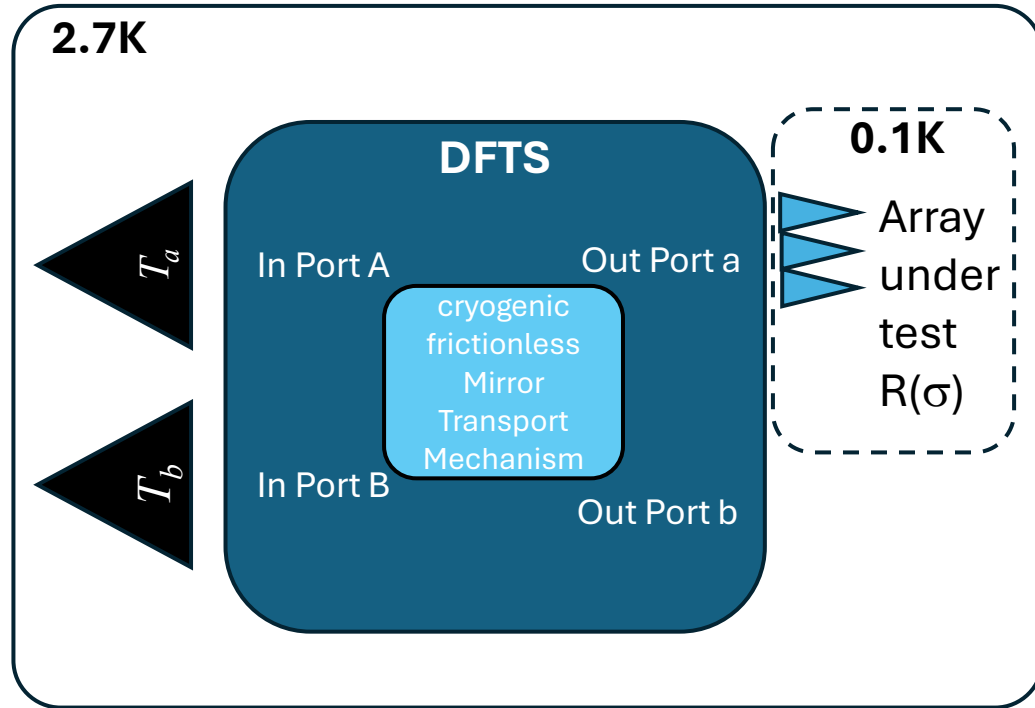 2.7K
0.1K
DFTS
Array
under
test
R(σ)
T_a
In Port A
Out Port a
cryogenic
frictionless
Mirror
Transport
Mechanism
T_b
In Port B
Out Port b